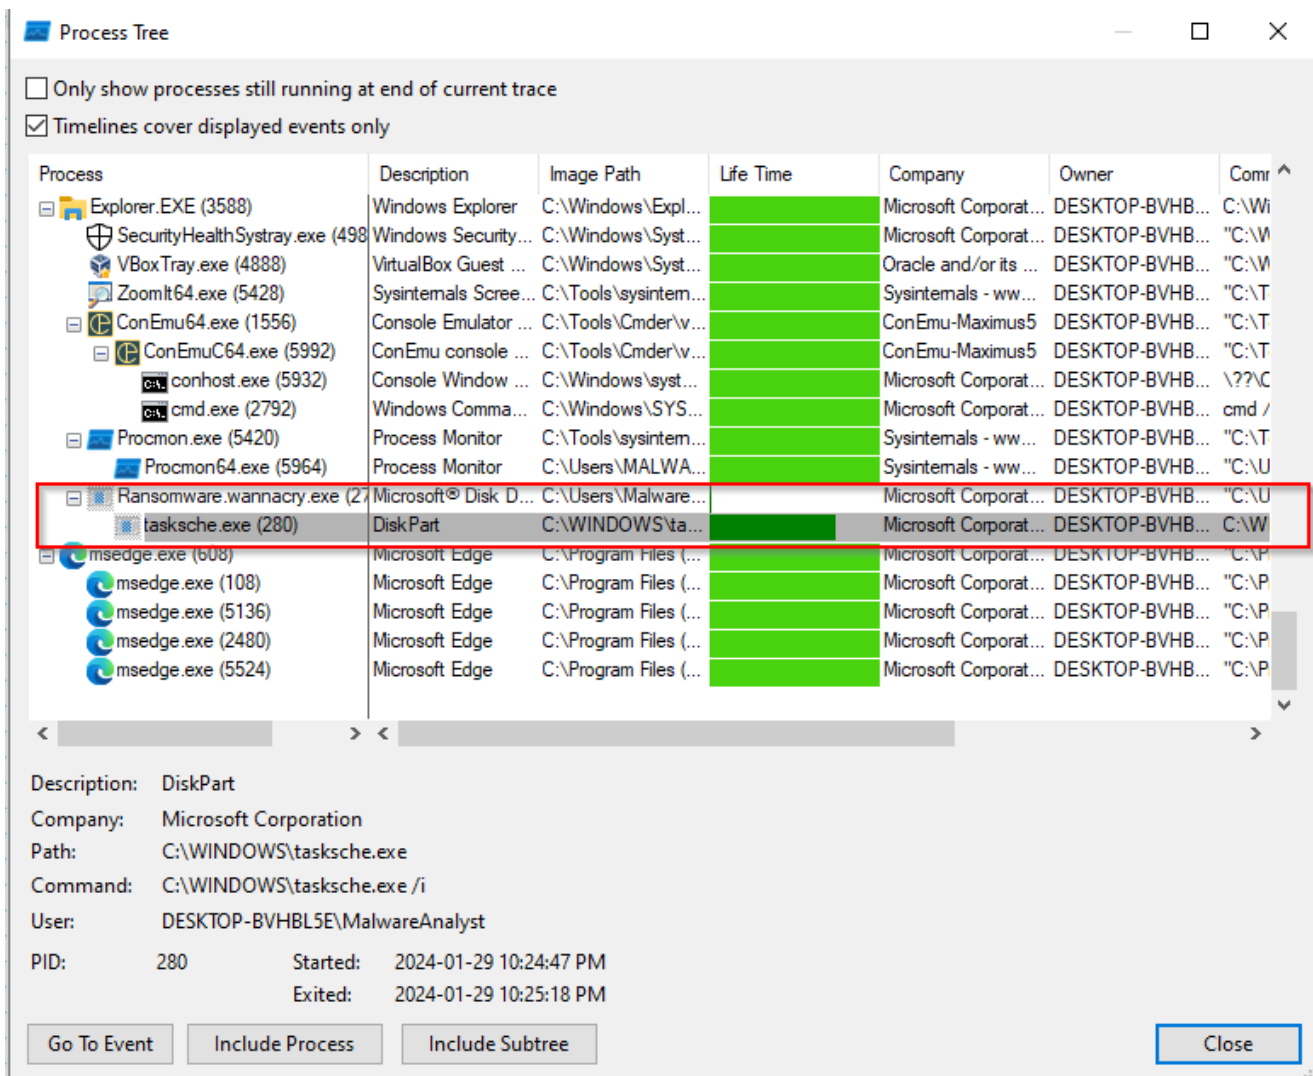 Process Tree
Only show processes still running at end of current trace
Timelines cover displayed events only
Process Description Image Path Life Time Company Owner Comr
Explorer.EXE (3588) Windows Explorer C:\Windows\Expl... Microsoft Corporat... DESKTOP-BVHB... C:\Wi
SecurityHealthSystray.exe (498 Windows Security... C:\Windows\Syst... Microsoft Corporat... DESKTOP-BVHB... "C:\W
VBoxTray.exe (4888) VirtualBox Guest ... C:\Windows\Syst... Oracle and/or its ... DESKTOP-BVHB... "C:\W
ZoomIt64.exe (5428) Sysinternals Scree... C:\Tools\sysintern... Sysinternals - ww... DESKTOP-BVHB... "C:\T
ConEmu64.exe (1556) Console Emulator ... C:\Tools\Cmder\v... ConEmu-Maximus5 DESKTOP-BVHB... "C:\T
ConEmuC64.exe (5992) ConEmu console ... C:\Tools\Cmder\v... ConEmu-Maximus5 DESKTOP-BVHB... "C:\T
conhost.exe (5932) Console Window ... C:\Windows\syst... Microsoft Corporat... DESKTOP-BVHB... \??\C
cmd.exe (2792) Windows Comma... C:\Windows\SYS... Microsoft Corporat... DESKTOP-BVHB... cmd /
Procmon.exe (5420) Process Monitor C:\Tools\sysintern... Sysinternals - ww... DESKTOP-BVHB... "C:\T
Procmon64.exe (5964) Process Monitor C:\Users\MALWA... Sysinternals - ww... DESKTOP-BVHB... "C:\U
Ransomware.wannacry.exe (27 Microsoft® Disk D... C:\Users\Malware... Microsoft Corporat... DESKTOP-BVHB... "C:\U
tasksche.exe (280) DiskPart C:\WINDOWS\ta... Microsoft Corporat... DESKTOP-BVHB... C:\W
msedge.exe (608) Microsoft Edge C:\Program Files (... Microsoft Corporat... DESKTOP-BVHB... "C:\P
msedge.exe (108) Microsoft Edge C:\Program Files (... Microsoft Corporat... DESKTOP-BVHB... "C:\P
msedge.exe (5136) Microsoft Edge C:\Program Files (... Microsoft Corporat... DESKTOP-BVHB... "C:\P
msedge.exe (2480) Microsoft Edge C:\Program Files (... Microsoft Corporat... DESKTOP-BVHB... "C:\P
msedge.exe (5524) Microsoft Edge C:\Program Files (... Microsoft Corporat... DESKTOP-BVHB... "C:\P
Description: DiskPart
Company: Microsoft Corporation
Path: C:\WINDOWS\tasksche.exe
Command: C:\WINDOWS\tasksche.exe /i
User: DESKTOP-BVHBL5E\MalwareAnalyst
PID: 280 Started: 2024-01-29 10:24:47 PM
Exited: 2024-01-29 10:25:18 PM
Go To Event Include Process Include Subtree Close